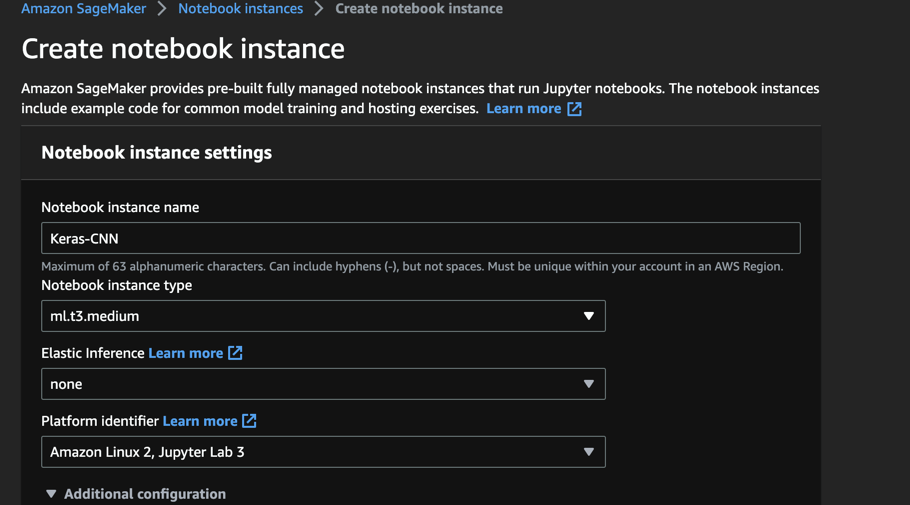 Amazon SageMaker > Notebook instances > Create notebook instance
Create notebook instance
Amazon SageMaker provides pre-built fully managed notebook instances that run Jupyter notebooks. The notebook instances
include example code for common model training and hosting exercises. Learn more
Notebook instance settings
Notebook instance name
Keras-CNN
Maximum of 63 alphanumeric characters. Can include hyphens (-), but not spaces. Must be unique within your account in an AWS Region.
Notebook instance type
ml.t3.medium
Elastic Inference Learn more
none
Platform identifier Learn more
Amazon Linux 2, Jupyter Lab 3
Additional configuration